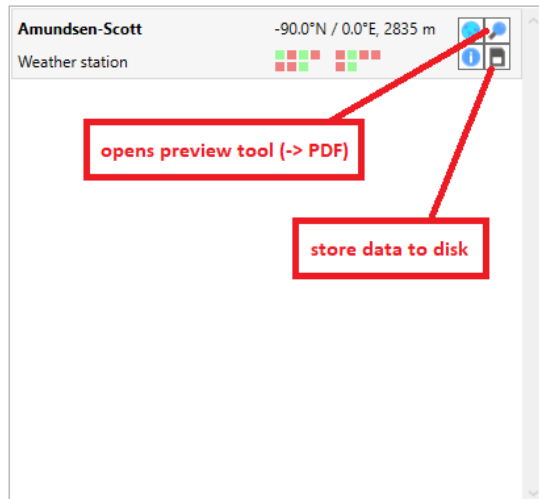 Amundsen-Scott -90.0°N / 0.0°E, 2835 m
Weather station
opens preview tool (-> PDF)
store data to disk